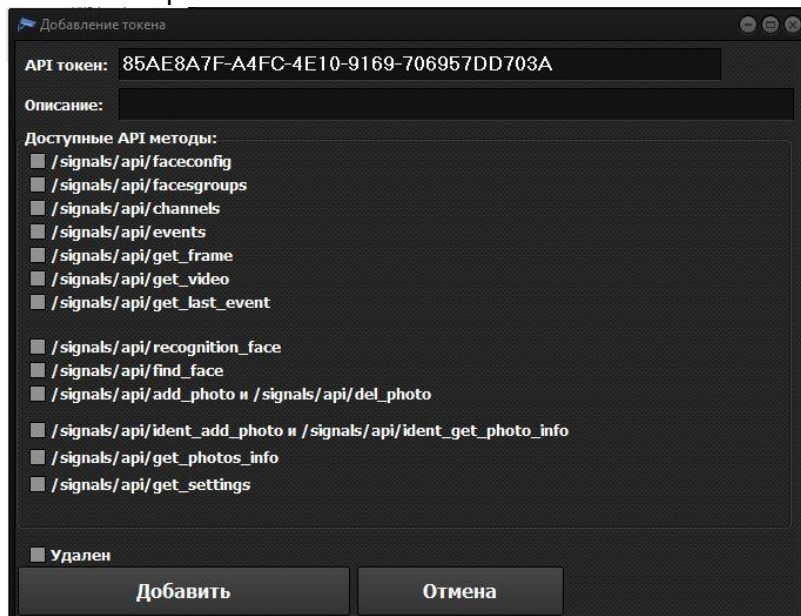 Добавление токена
API токен: 85AE8A7F-A4FC-4E10-9169-706957DD703A
Описание:
Доступные API методы:
/signals/api/faceconfig
/signals/api/facesgroups
/signals/api/channels
/signals/api/events
/signals/api/get_frame
/signals/api/get_video
/signals/api/get_last_event
/signals/api/recognition_face
/signals/api/find_face
/signals/api/add_photo и /signals/api/del_photo
/signals/api/ident_add_photo и /signals/api/ident_get_photo_info
/signals/api/get_photos_info
/signals/api/get_settings
Удален
Добавить Отмена